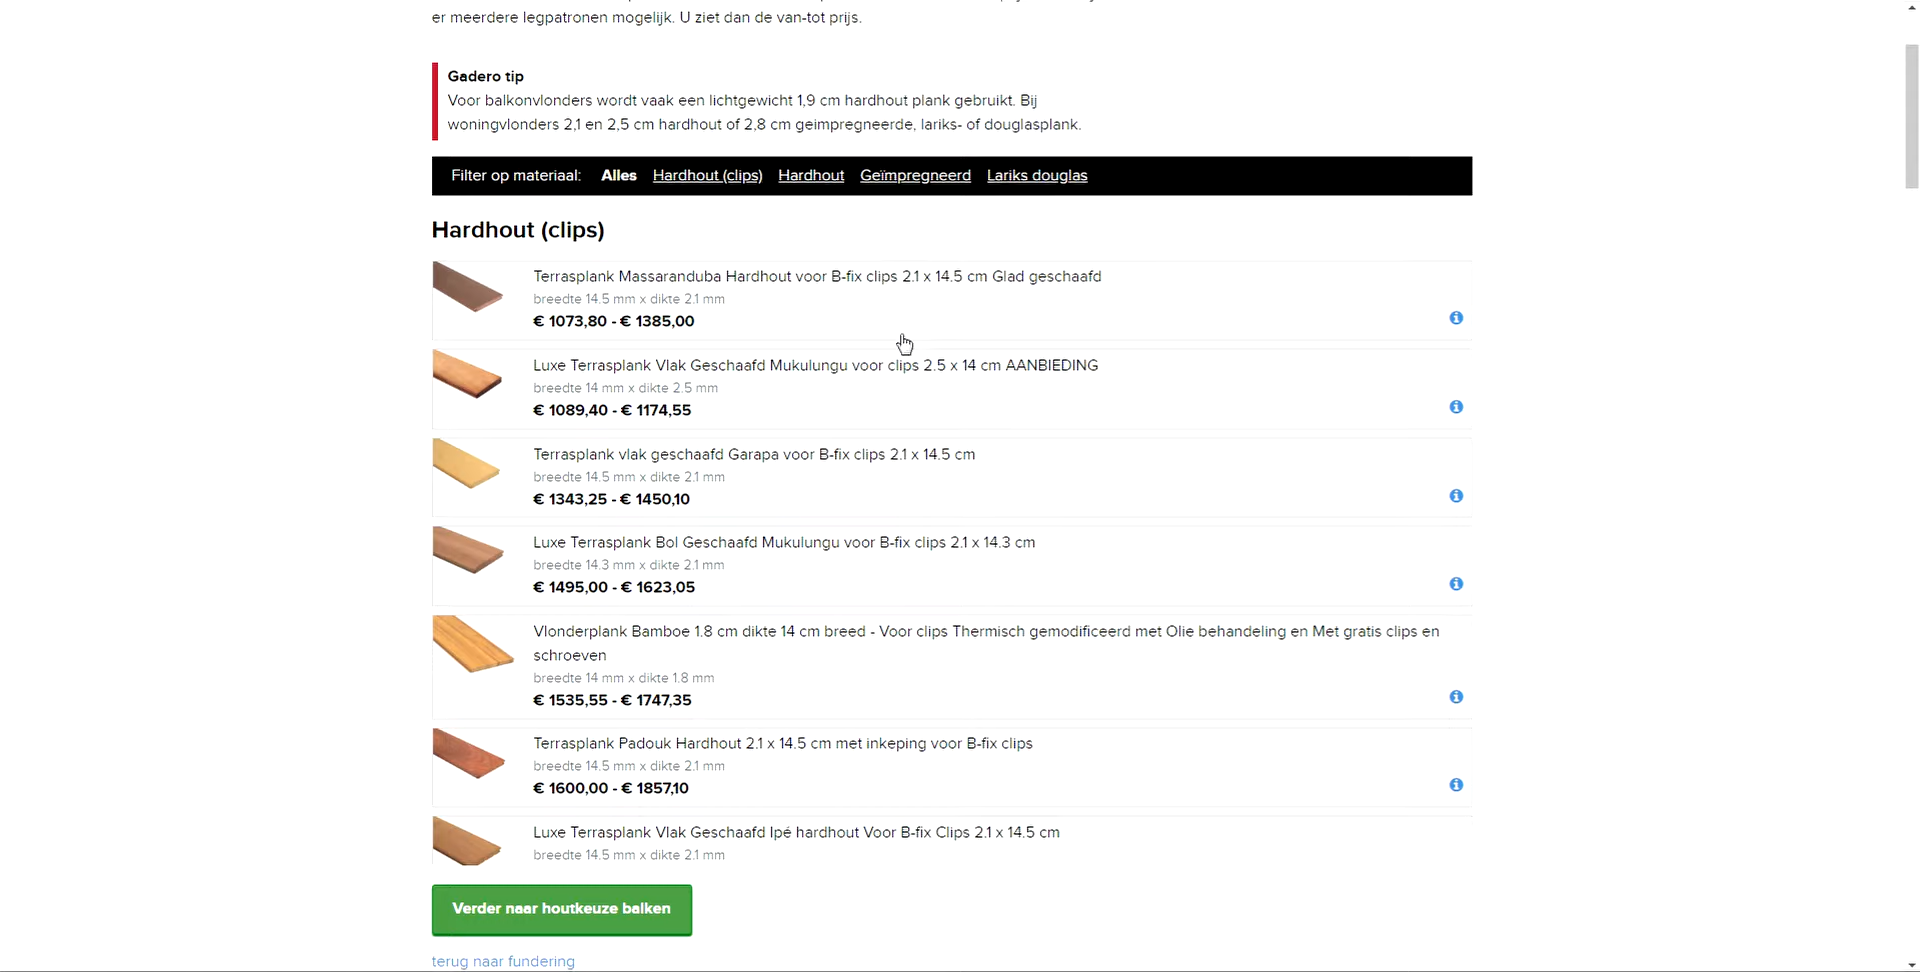 er meerdere legpatronen mogelijk. U ziet dan de van-tot prijs.
Gadero tip
Voor balkonvlonders wordt vaak een lichtgewicht 1,9 cm hardhout plank gebruikt. Bij
woningvlonders 2,1 en 2,5 cm hardhout of 2,8 cm geimpregneerde, lariks- of douglasplank.
Filter op materiaal: Alles Hardhout (clips) Hardhout Geïmpregneerd Lariks douglas
Hardhout (clips)
Terrasplank Massaranduba Hardhout voor B-fix clips 2.1 x 14.5 cm Glad geschaafd
breedte 14.5 mm x dikte 2.1 mm
€ 1073,80 - € 1385,00
Luxe Terrasplank Vlak Geschaafd Mukulungu voor clips 2.5 x 14 cm AANBIEDING
breedte 14 mm x dikte 2.5 mm
€ 1089,40 - € 1174,55
Terrasplank vlak geschaafd Garapa voor B-fix clips 2.1 x 14.5 cm
breedte 14.5 mm x dikte 2.1 mm
€ 1343,25 - € 1450,10
Luxe Terrasplank Bol Geschaafd Mukulungu voor B-fix clips 2.1 x 14.3 cm
breedte 14.3 mm x dikte 2.1 mm
€ 1495,00 - € 1623,05
Vlonderplank Bamboe 1.8 cm dikte 14 cm breed - Voor clips Thermisch gemodificeerd met Olie behandeling en Met gratis clips en
schroeven
breedte 14 mm x dikte 1.8 mm
€ 1535,55 - € 1747,35
Terrasplank Padouk Hardhout 2.1 x 14.5 cm met inkeping voor B-fix clips
breedte 14.5 mm x dikte 2.1 mm
€ 1600,00 - € 1857,10
Luxe Terrasplank Vlak Geschaafd Ipé hardhout Voor B-fix Clips 2.1 x 14.5 cm
breedte 14.5 mm x dikte 2.1 mm
Verder naar houtkeuze balken
terug naar fundering